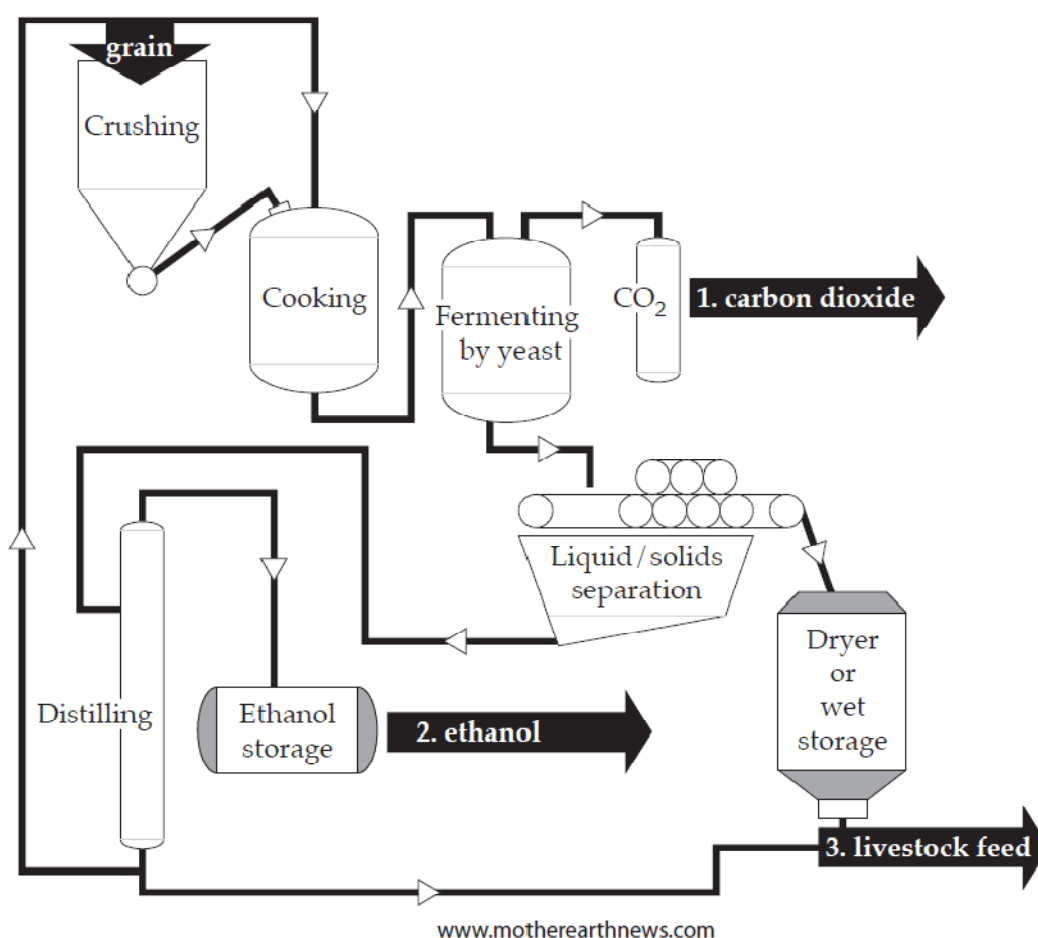 grain
Crushing
Cooking
Fermenting
by yeast
CO₂
1. carbon dioxide
Liquid/solids
separation
Distilling
Ethanol
storage
2. ethanol
Dryer
or
wet
storage
3. livestock feed
www.motherearthnews.com